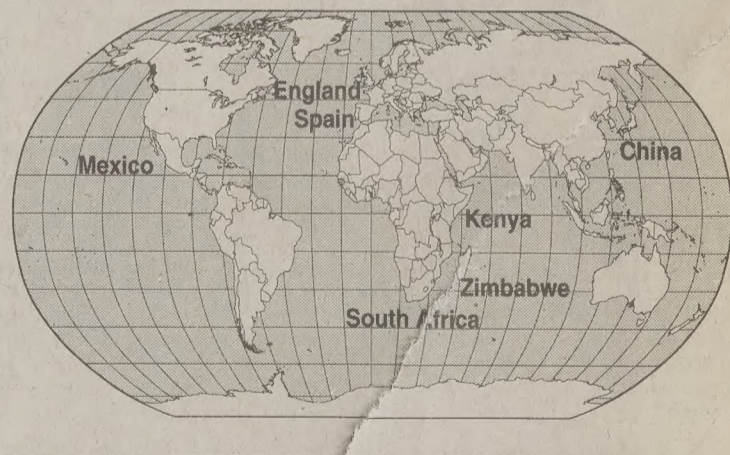 England
Spain
Mexico
China
Kenya
Zimbabwe
South Africa